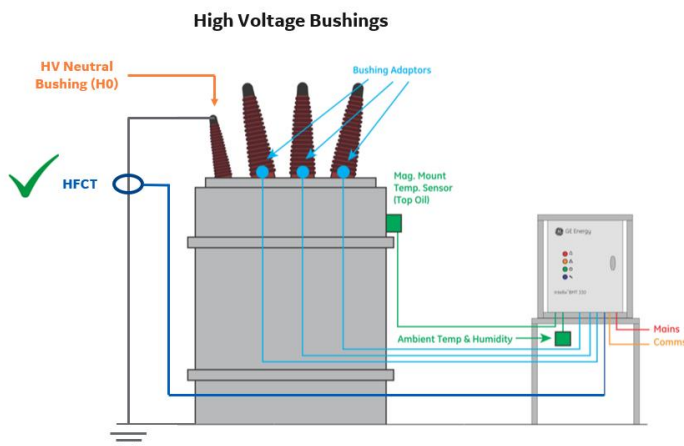 High Voltage Bushings
HV Neutral
Bushing (H0)
Bushing Adaptors
HFCT
Mag. Mount
Temp. Sensor
(Top Oil)
GE Energy
Ambient Temp & Humidity
Mains
Comms